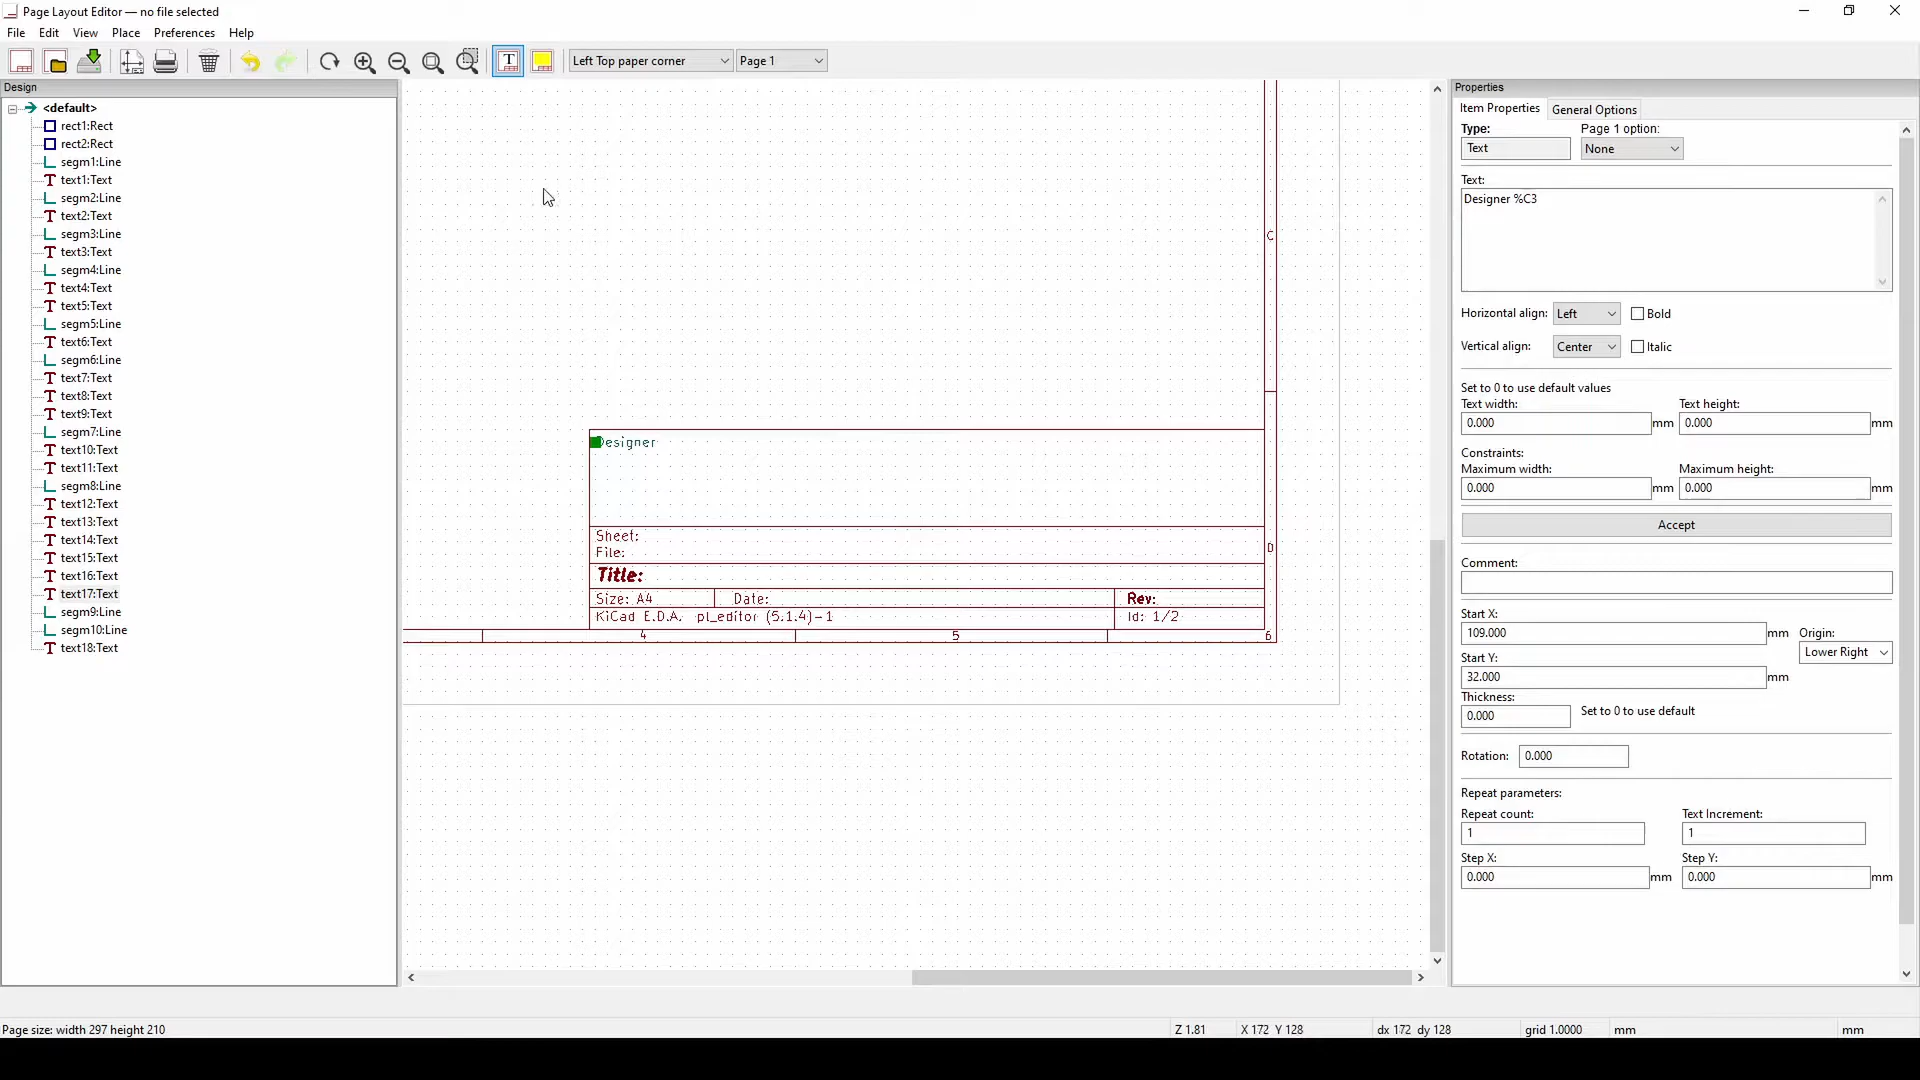 Page Layout Editor — no file selected
File Edit View Place Preferences Help
T Left Top paper corner Page 1
Design
<default>
rect1:Rect
rect2:Rect
segm1:Line
text1:Text
segm2:Line
text2:Text
segm3:Line
text3:Text
segm4:Line
text4:Text
text5:Text
segm5:Line
text6:Text
segm6:Line
text7:Text
text8:Text
text9:Text
segm7:Line
text10:Text
text11:Text
segm8:Line
text12:Text
text13:Text
text14:Text
text15:Text
text16:Text
text17:Text
segm9:Line
segm10:Line
text18:Text
C
Designer
Sheet:
File:
D
Title:
Size: A4 Date: Rev:
KiCad E.D.A. pl_editor (5.1.4)-1 Id: 1/2
4 5 6
Properties
Item Properties General Options
Type: Page 1 option:
Text None
Text:
Designer %C3
Horizontal align: Left Bold
Vertical align: Center Italic
Set to 0 to use default values
Text width: Text height:
0.000 mm 0.000 mm
Constraints:
Maximum width: Maximum height:
0.000 mm 0.000 mm
Accept
Comment:
Start X:
109.000 mm Origin:
Lower Right
Start Y:
32.000 mm
Thickness:
0.000 Set to 0 to use default
Rotation: 0.000
Repeat parameters:
Repeat count: Text Increment:
1 1
Step X: Step Y:
0.000 mm 0.000 mm
Page size: width 297 height 210 Z 1.81 X 172 Y 128 dx 172 dy 128 grid 1.0000 mm mm